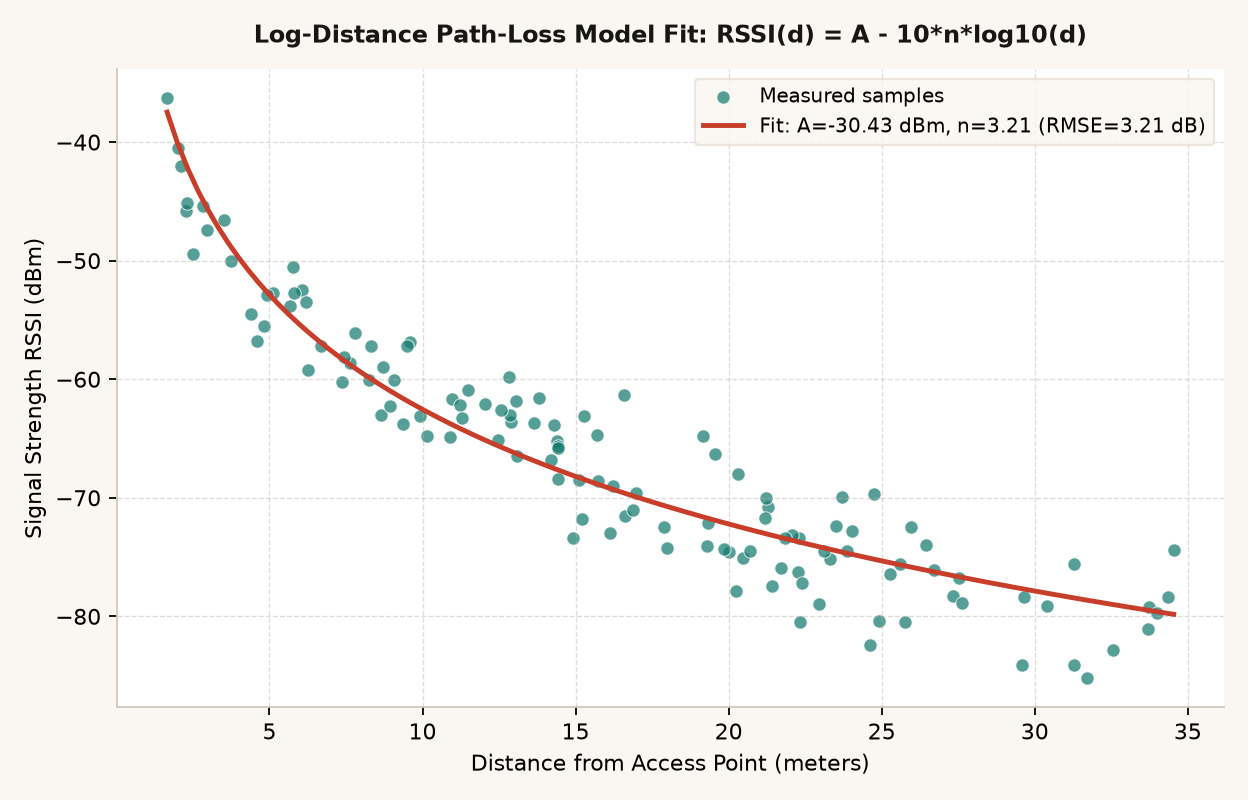 Log-Distance Path-Loss Model Fit: RSSI(d) = A - 10*n*log10(d)
Measured samples
Fit: A=-30.43 dBm, n=3.21 (RMSE=3.21 dB)
Signal Strength RSSI (dBm)
−40
−50
−60
−70
−80
5 10 15 20 25 30 35
Distance from Access Point (meters)